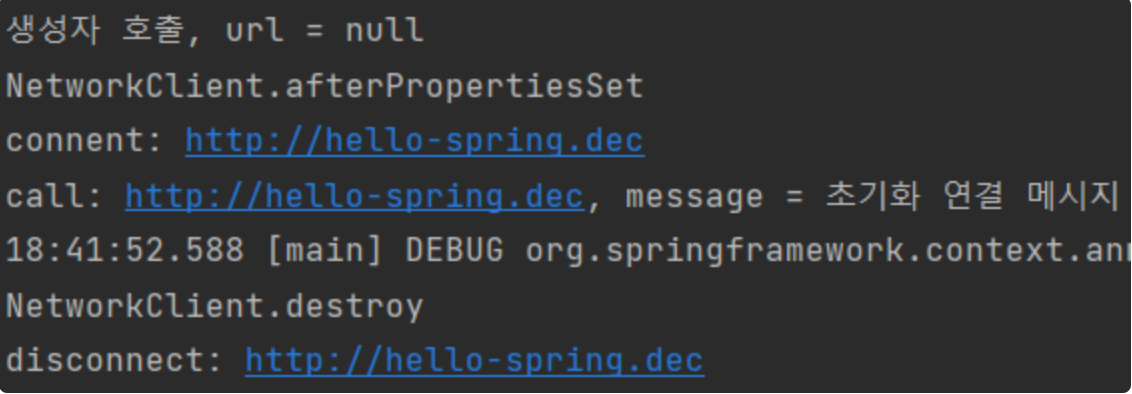 생성자 호출, url = null
NetworkClient.afterPropertiesSet
connent: http://hello-spring.dec
call: http://hello-spring.dec, message = 초기화 연결 메시지
18:41:52.588 [main] DEBUG org.springframework.context.ann
NetworkClient.destroy
disconnect: http://hello-spring.dec